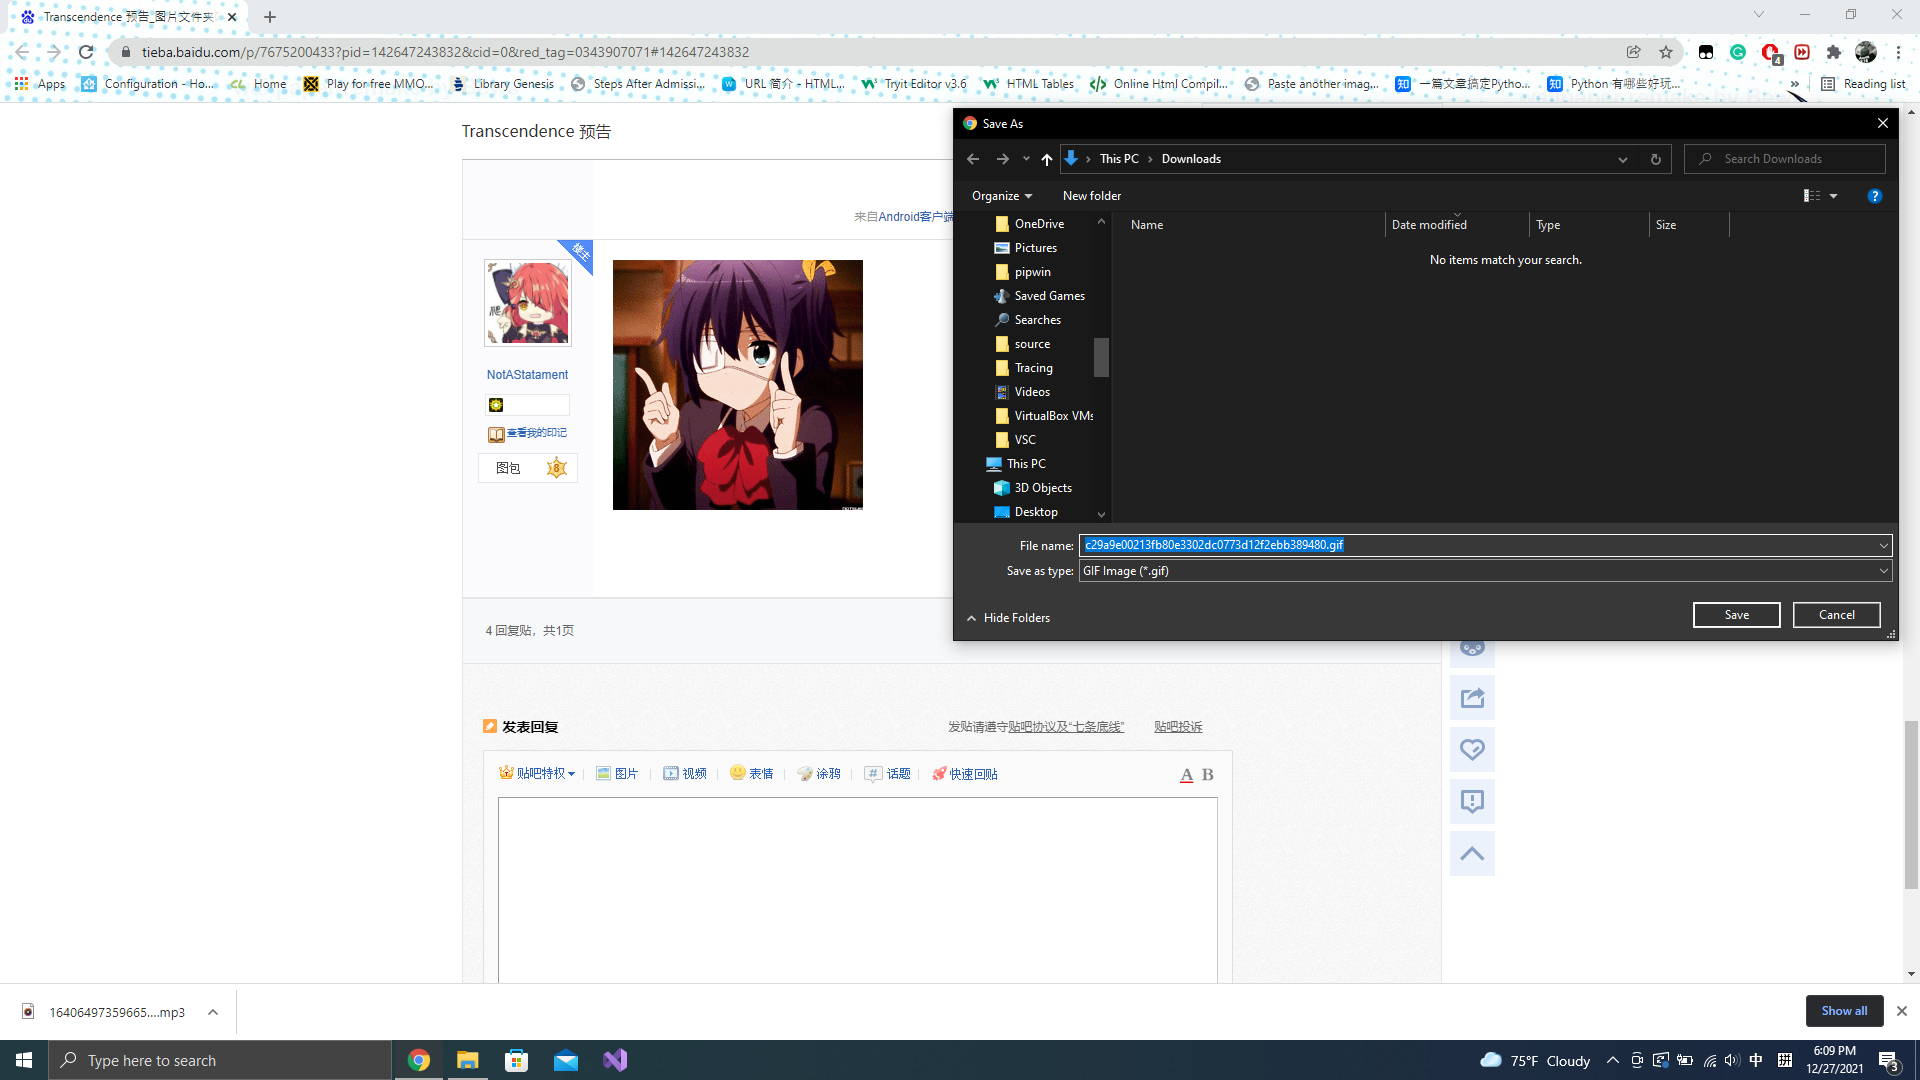 Transcendence 预告_图片文件夹
tieba.baidu.com/p/7675200433?pid=142647243832&cid=0&red_tag=0343907071#142647243832
4
Apps
Configuration - Ho...
Home
Play for free MMO...
Library Genesis
Steps After Admissi...
URL 简介 - HTML...
Tryit Editor v3.6
HTML Tables
Online Html Compil...
Paste another imag...
知 一篇文章搞定Pytho...
知 Python 有哪些好玩...
»
Reading list
Transcendence 预告
来自Android客户端
楼主
NotAStatament
查看我的印记
图包 8
4 回复贴，共1页
发表回复
发贴请遵守贴吧协议及“七条底线”
贴吧投诉
贴吧特权
图片
视频
表情
涂鸦
# 话题
快速回贴
A B
Save As
This PC › Downloads
Search Downloads
Organize
New folder
?
OneDrive
Pictures
pipwin
Saved Games
Searches
source
Tracing
Videos
VirtualBox VMs
VSC
This PC
3D Objects
Desktop
Name
Date modified
Type
Size
No items match your search.
File name: c29a9e00213fb80e3302dc0773d12f2ebb389480.gif
Save as type: GIF Image (*.gif)
Hide Folders
Save
Cancel
16406497359665....mp3
Show all
Type here to search
75°F Cloudy
中
拼
6:09 PM
12/27/2021
3